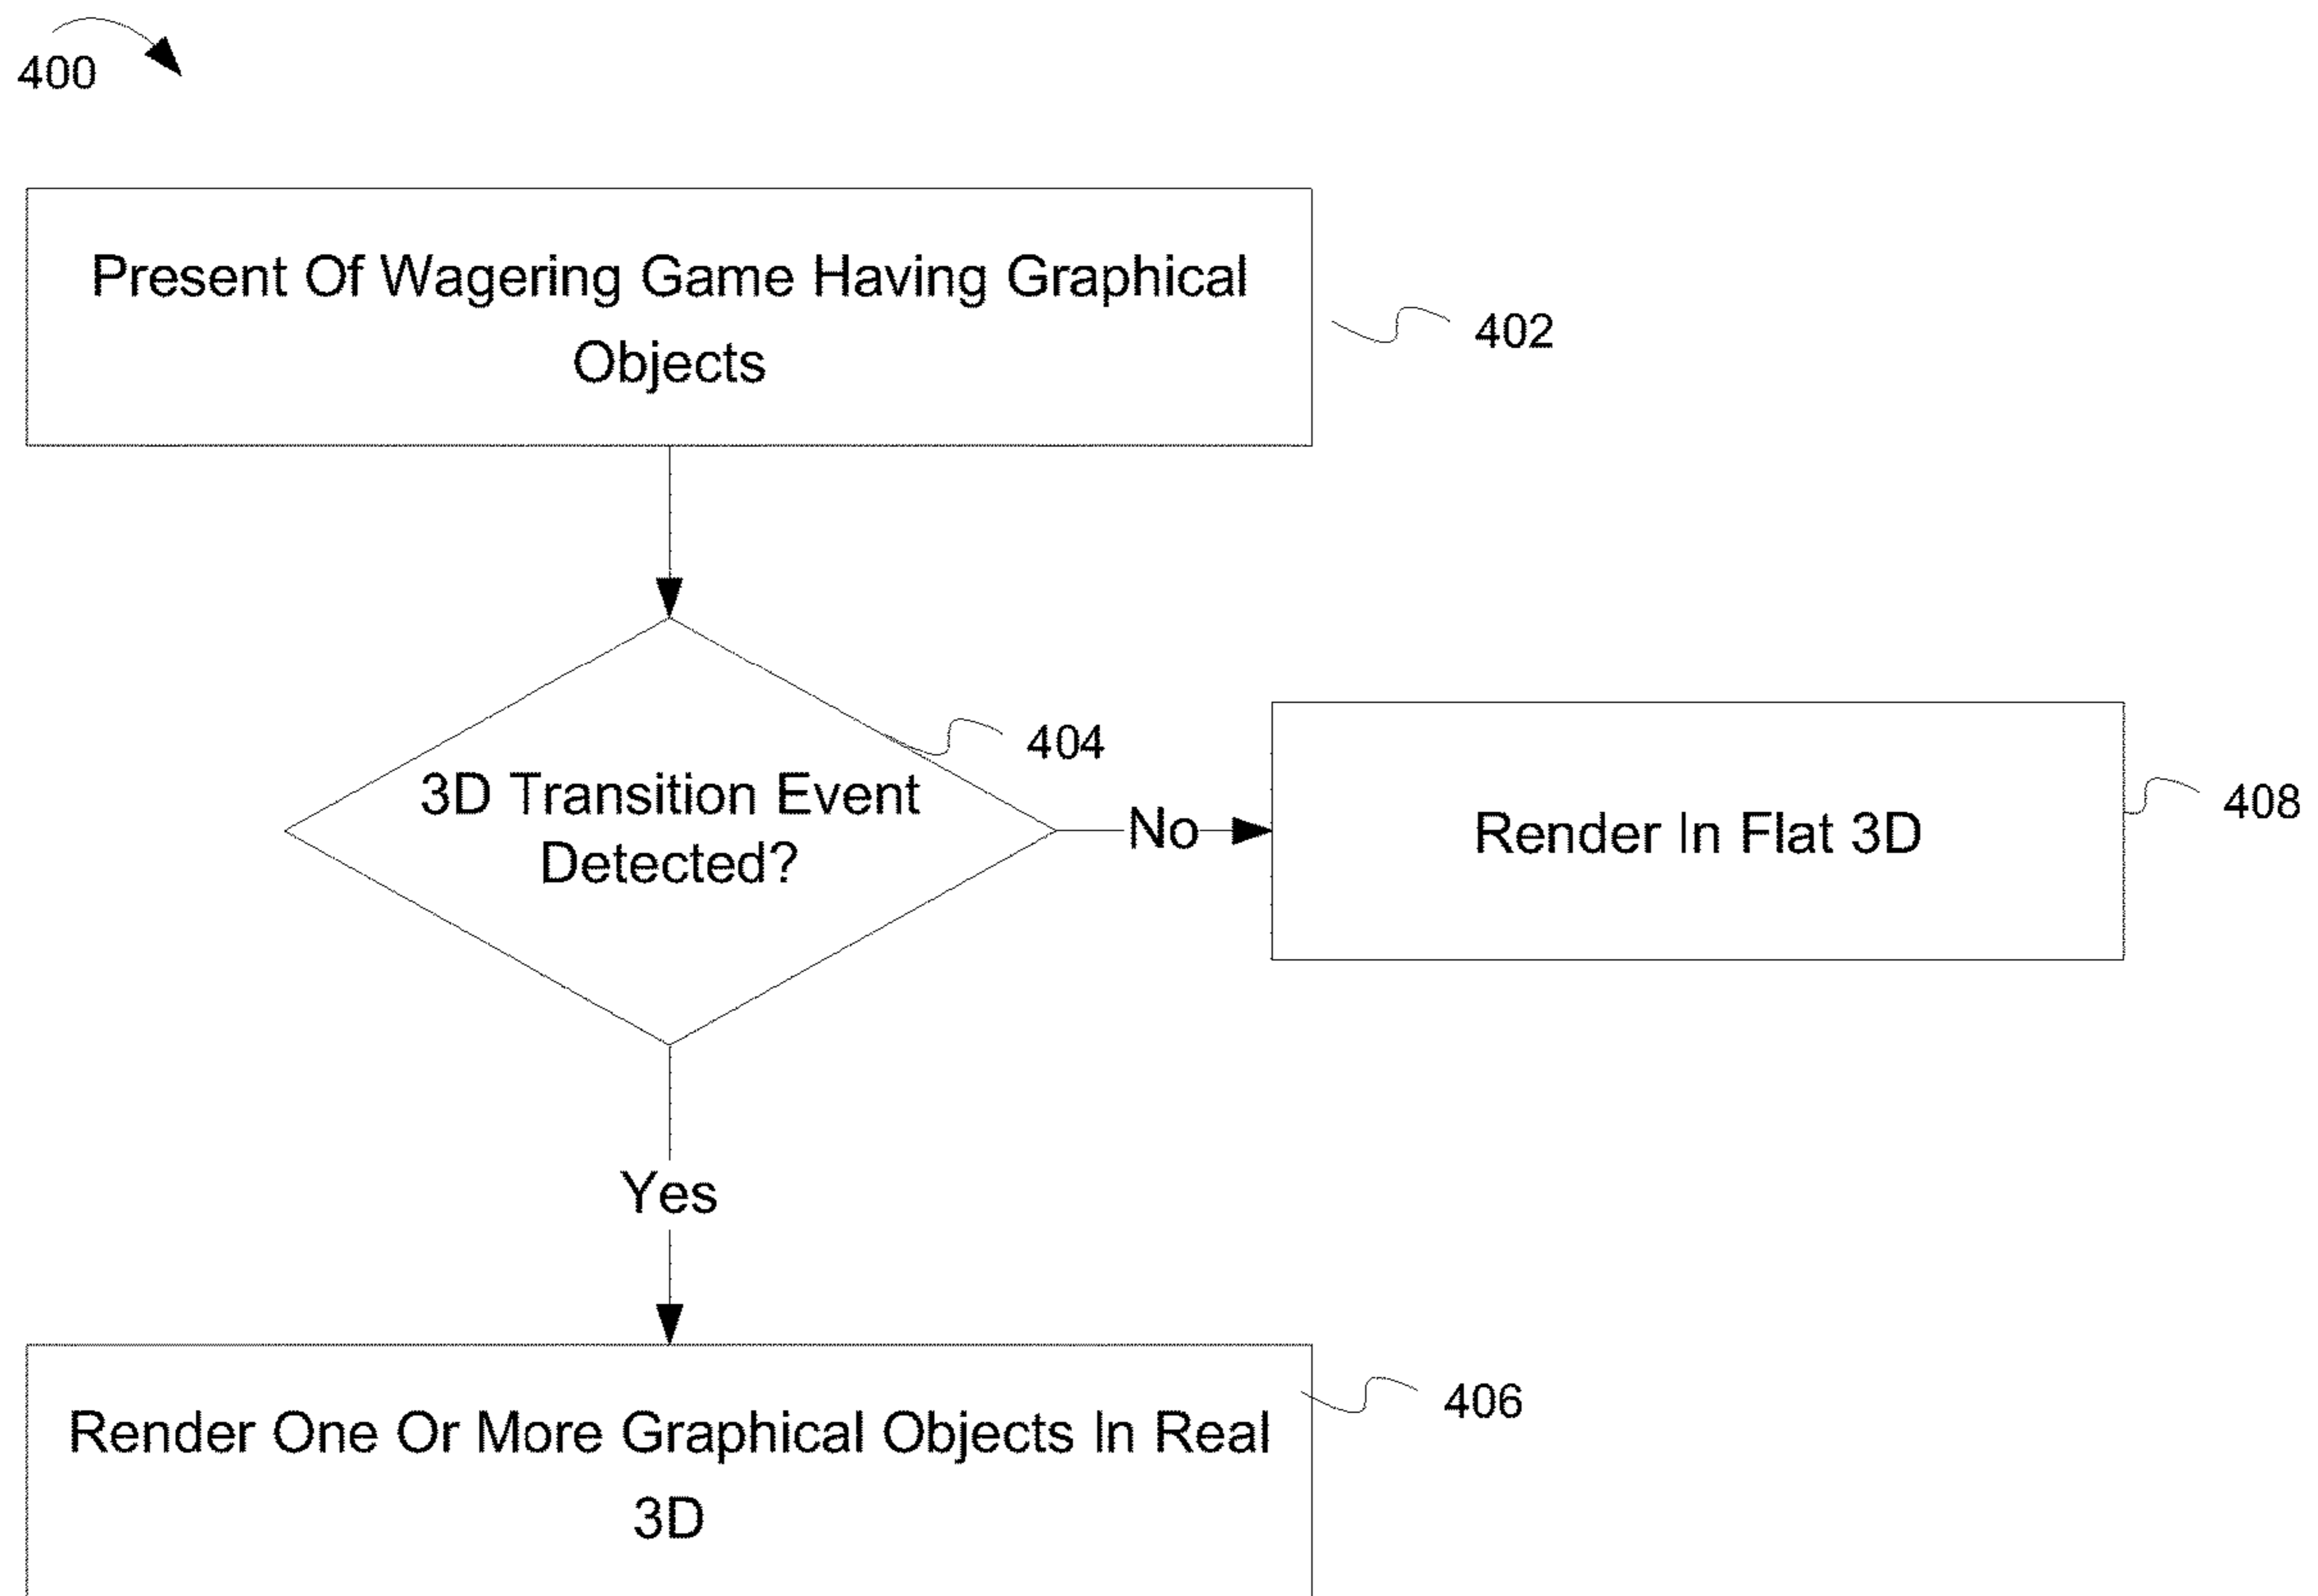 400
Present Of Wagering Game Having Graphical
Objects
402
404
3D Transition Event
Detected?
No
Render In Flat 3D
408
Yes
Render One Or More Graphical Objects In Real
3D
406